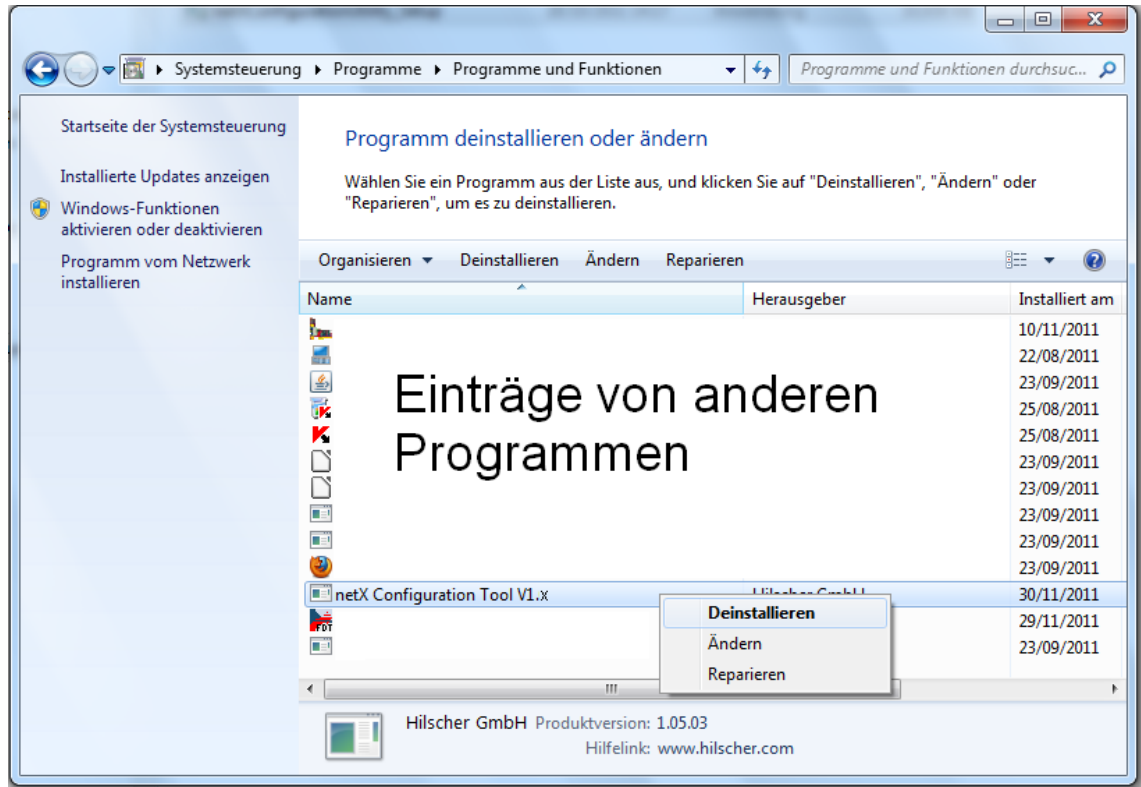 Systemsteuerung ▸ Programme ▸ Programme und Funktionen
Programme und Funktionen durchsuc...
Startseite der Systemsteuerung
Installierte Updates anzeigen
Windows-Funktionen
aktivieren oder deaktivieren
Programm vom Netzwerk
installieren
Programm deinstallieren oder ändern
Wählen Sie ein Programm aus der Liste aus, und klicken Sie auf "Deinstallieren", "Ändern" oder
"Reparieren", um es zu deinstallieren.
Organisieren Deinstallieren Ändern Reparieren
Name Herausgeber Installiert am
10/11/2011
22/08/2011
23/09/2011
25/08/2011
25/08/2011
23/09/2011
23/09/2011
23/09/2011
23/09/2011
23/09/2011
Einträge von anderen
Programmen
netX Configuration Tool V1.x Hilscher GmbH 30/11/2011
FDT 29/11/2011
23/09/2011
Deinstallieren
Ändern
Reparieren
Hilscher GmbH Produktversion: 1.05.03
Hilfelink: www.hilscher.com